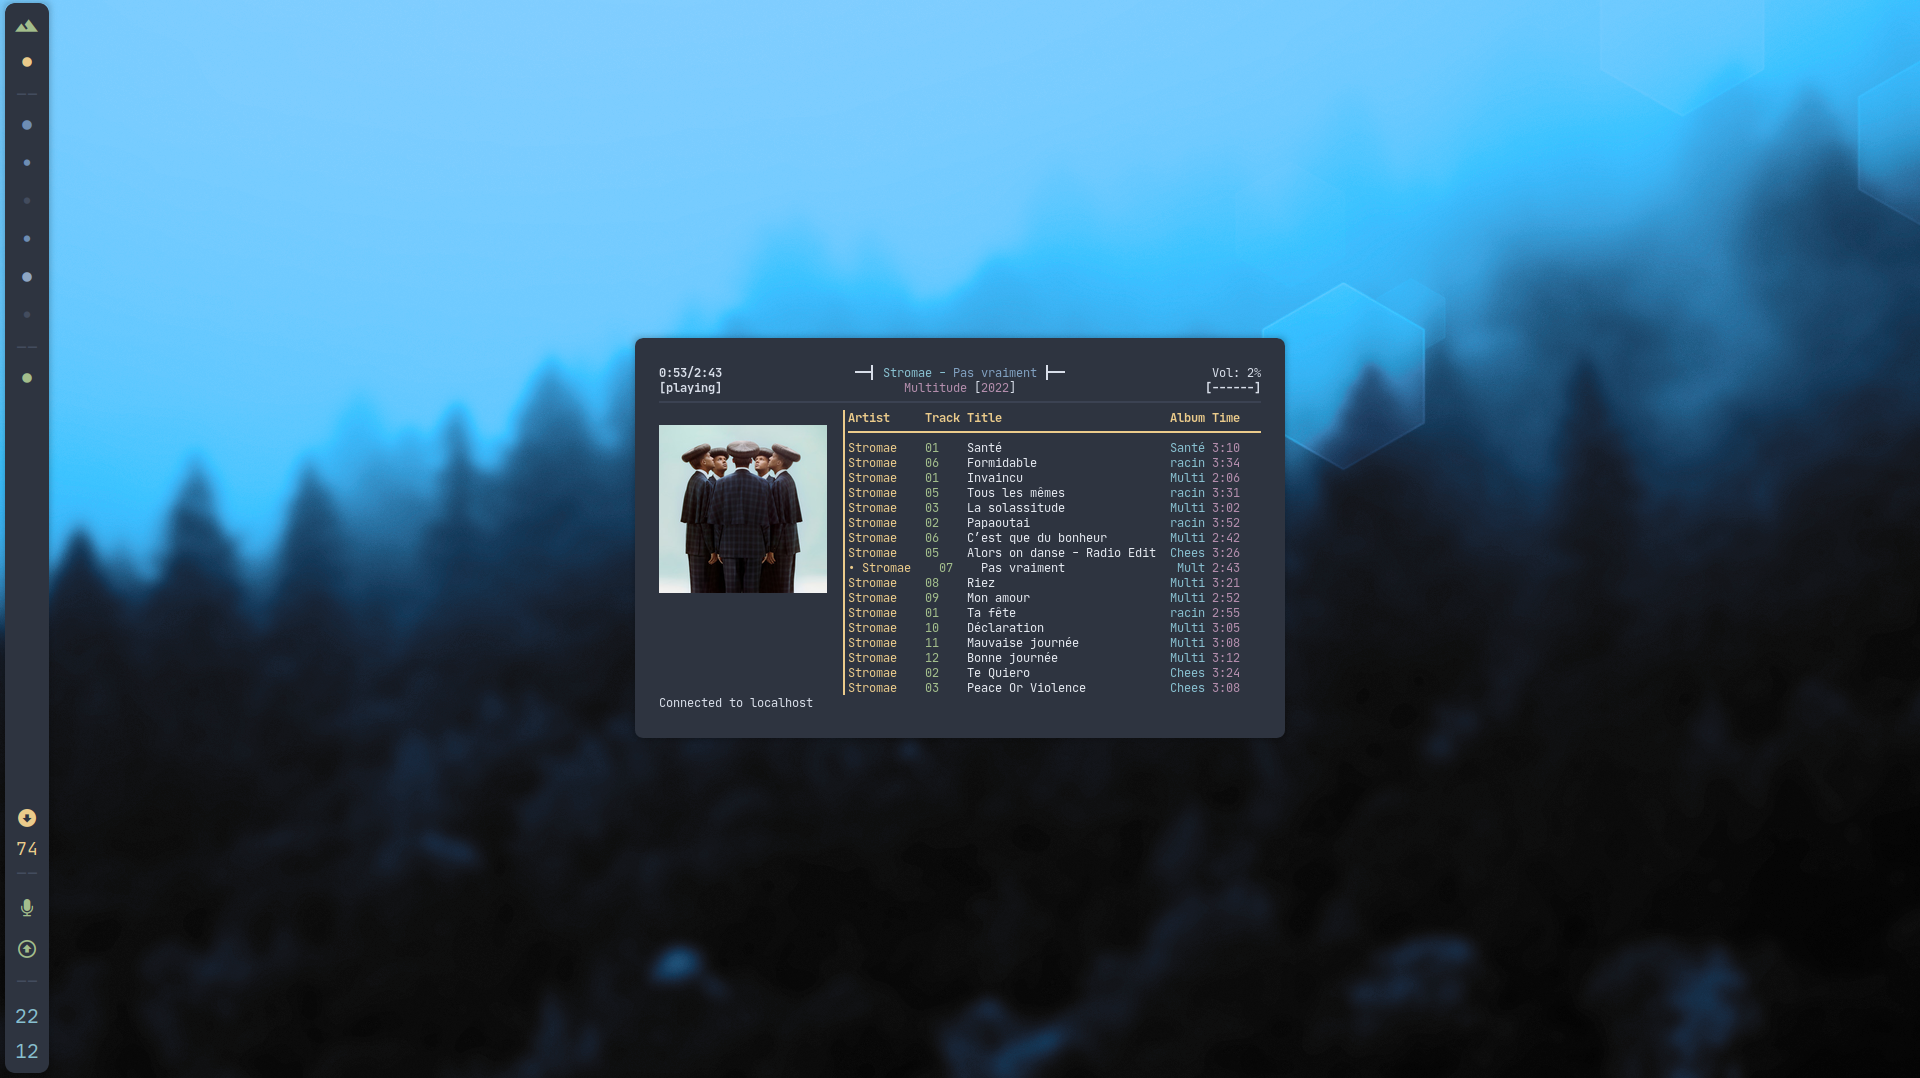 0:53/2:43 ──┤ Stromae - Pas vraiment ├── Vol: 2%
[playing] Multitude [2022] [------]
Artist Track Title Album Time
Stromae 01 Santé Santé 3:10
Stromae 06 Formidable racin 3:34
Stromae 01 Invaincu Multi 2:06
Stromae 05 Tous les mêmes racin 3:31
Stromae 03 La solassitude Multi 3:02
Stromae 02 Papaoutai racin 3:52
Stromae 06 C’est que du bonheur Multi 2:42
Stromae 05 Alors on danse - Radio Edit Chees 3:26
• Stromae 07 Pas vraiment Mult 2:43
Stromae 08 Riez Multi 3:21
Stromae 09 Mon amour Multi 2:52
Stromae 01 Ta fête racin 2:55
Stromae 10 Déclaration Multi 3:05
Stromae 11 Mauvaise journée Multi 3:08
Stromae 12 Bonne journée Multi 3:12
Stromae 02 Te Quiero Chees 3:24
Stromae 03 Peace Or Violence Chees 3:08
Connected to localhost
74
22
12